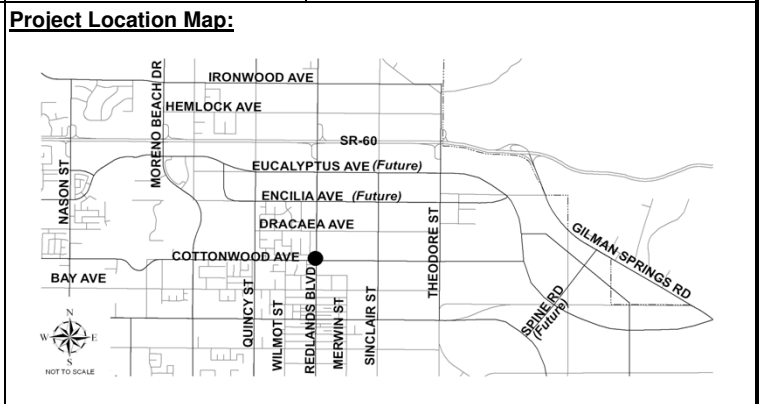 Project Location Map:
IRONWOOD AVE
MORENO BEACH DR
HEMLOCK AVE
SR-60
EUCALYPTUS AVE (Future)
NASON ST
ENCILIA AVE (Future)
DRACAEA AVE
THEODORE ST
COTTONWOOD AVE
GILMAN SPRINGS RD
BAY AVE
QUINCY ST
WILMOT ST
REDLANDS BLVD
MERWIN ST
SINCLAIR ST
SPINE RD
(Future)
N
W E
S
NOT TO SCALE